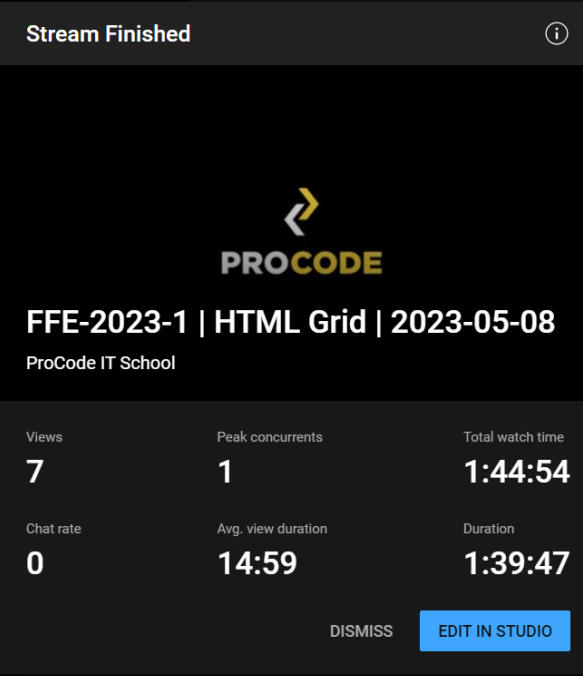 Stream Finished
PROCODE
FFE-2023-1 | HTML Grid | 2023-05-08
ProCode IT School
Views Peak concurrents Total watch time
7 1 1:44:54
Chat rate Avg. view duration Duration
0 14:59 1:39:47
DISMISS EDIT IN STUDIO